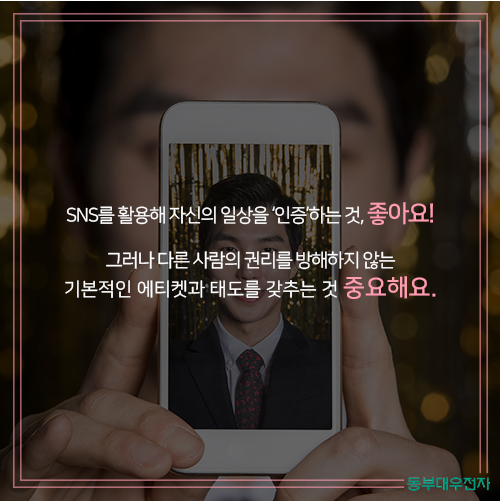 SNS를 활용해 자신의 일상을 '인증'하는 것, 좋아요!
그러나 다른 사람의 권리를 방해하지 않는
기본적인 에티켓과 태도를 갖추는 것 중요해요.
동부대우전자